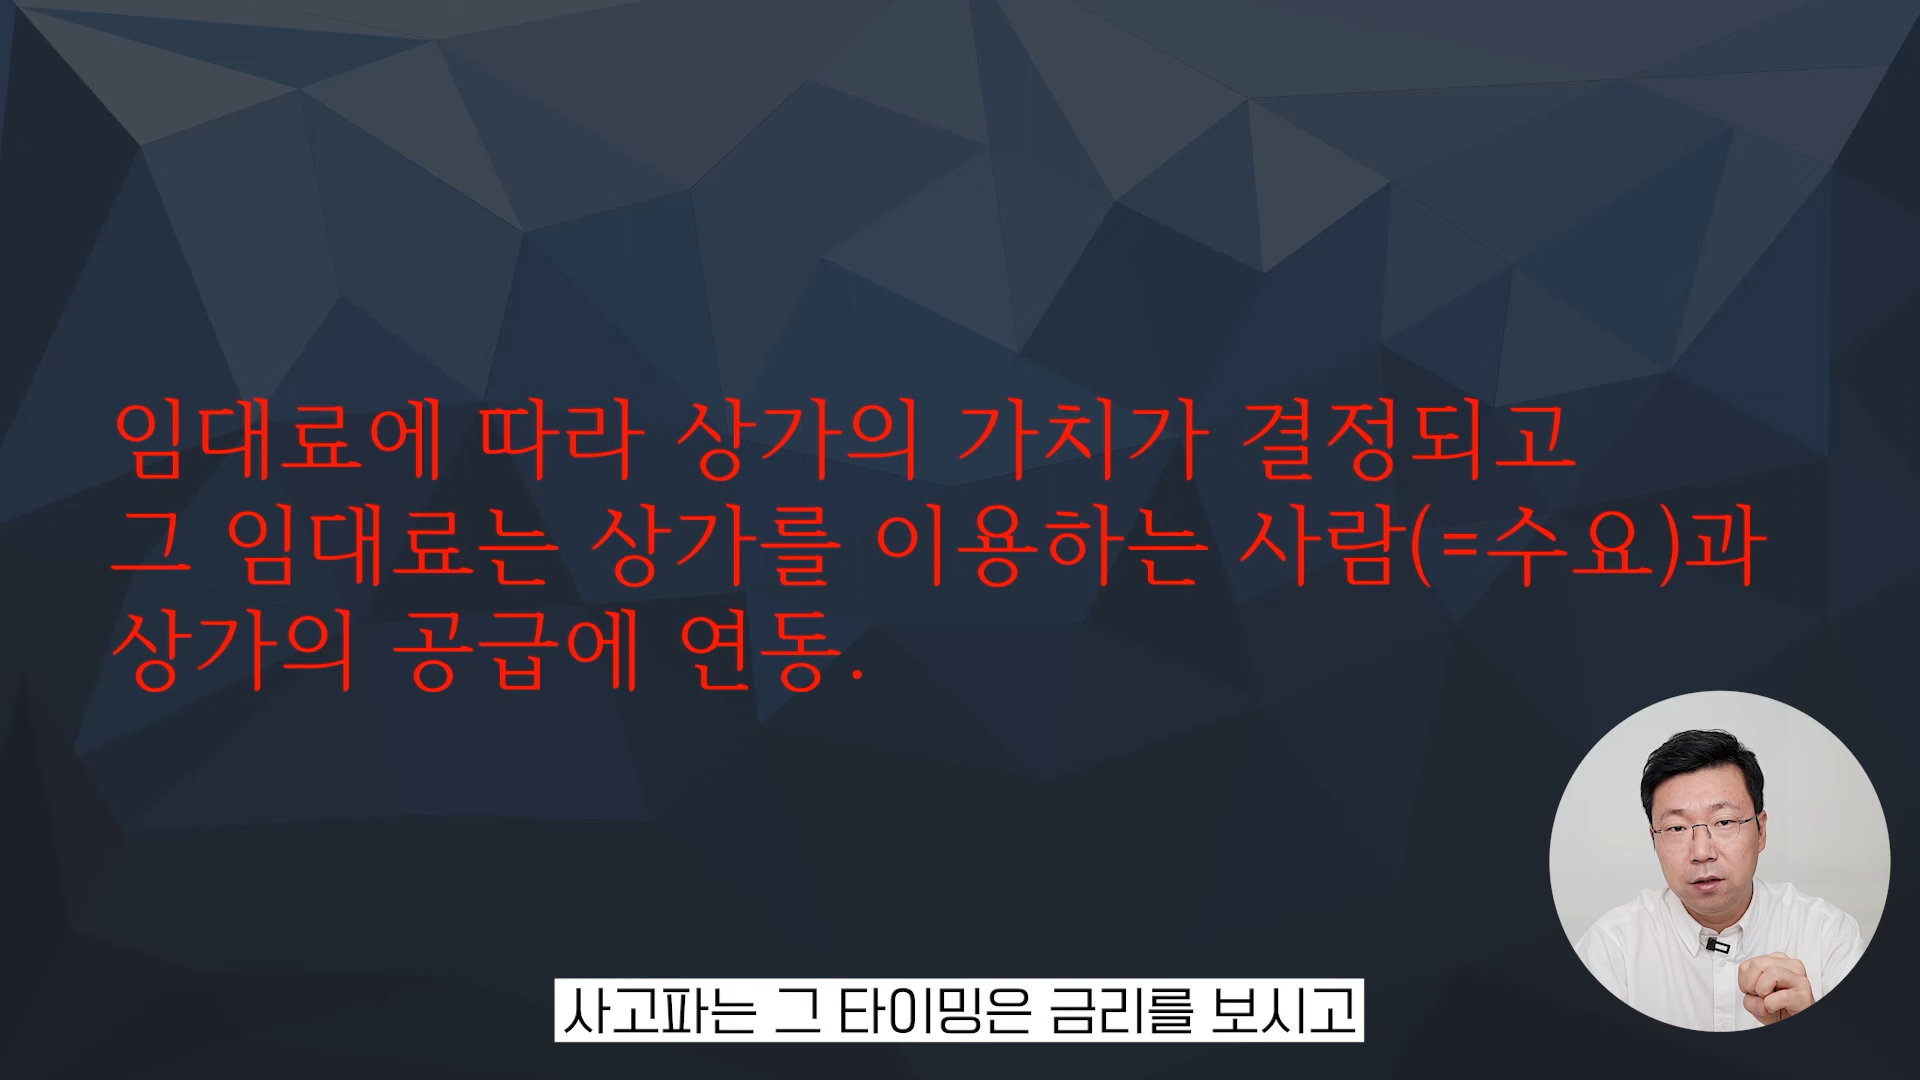 임대료에 따라 상가의 가치가 결정되고
그 임대료는 상가를 이용하는 사람(=수요)과
상가의 공급에 연동.
사고파는 그 타이밍은 금리를 보시고